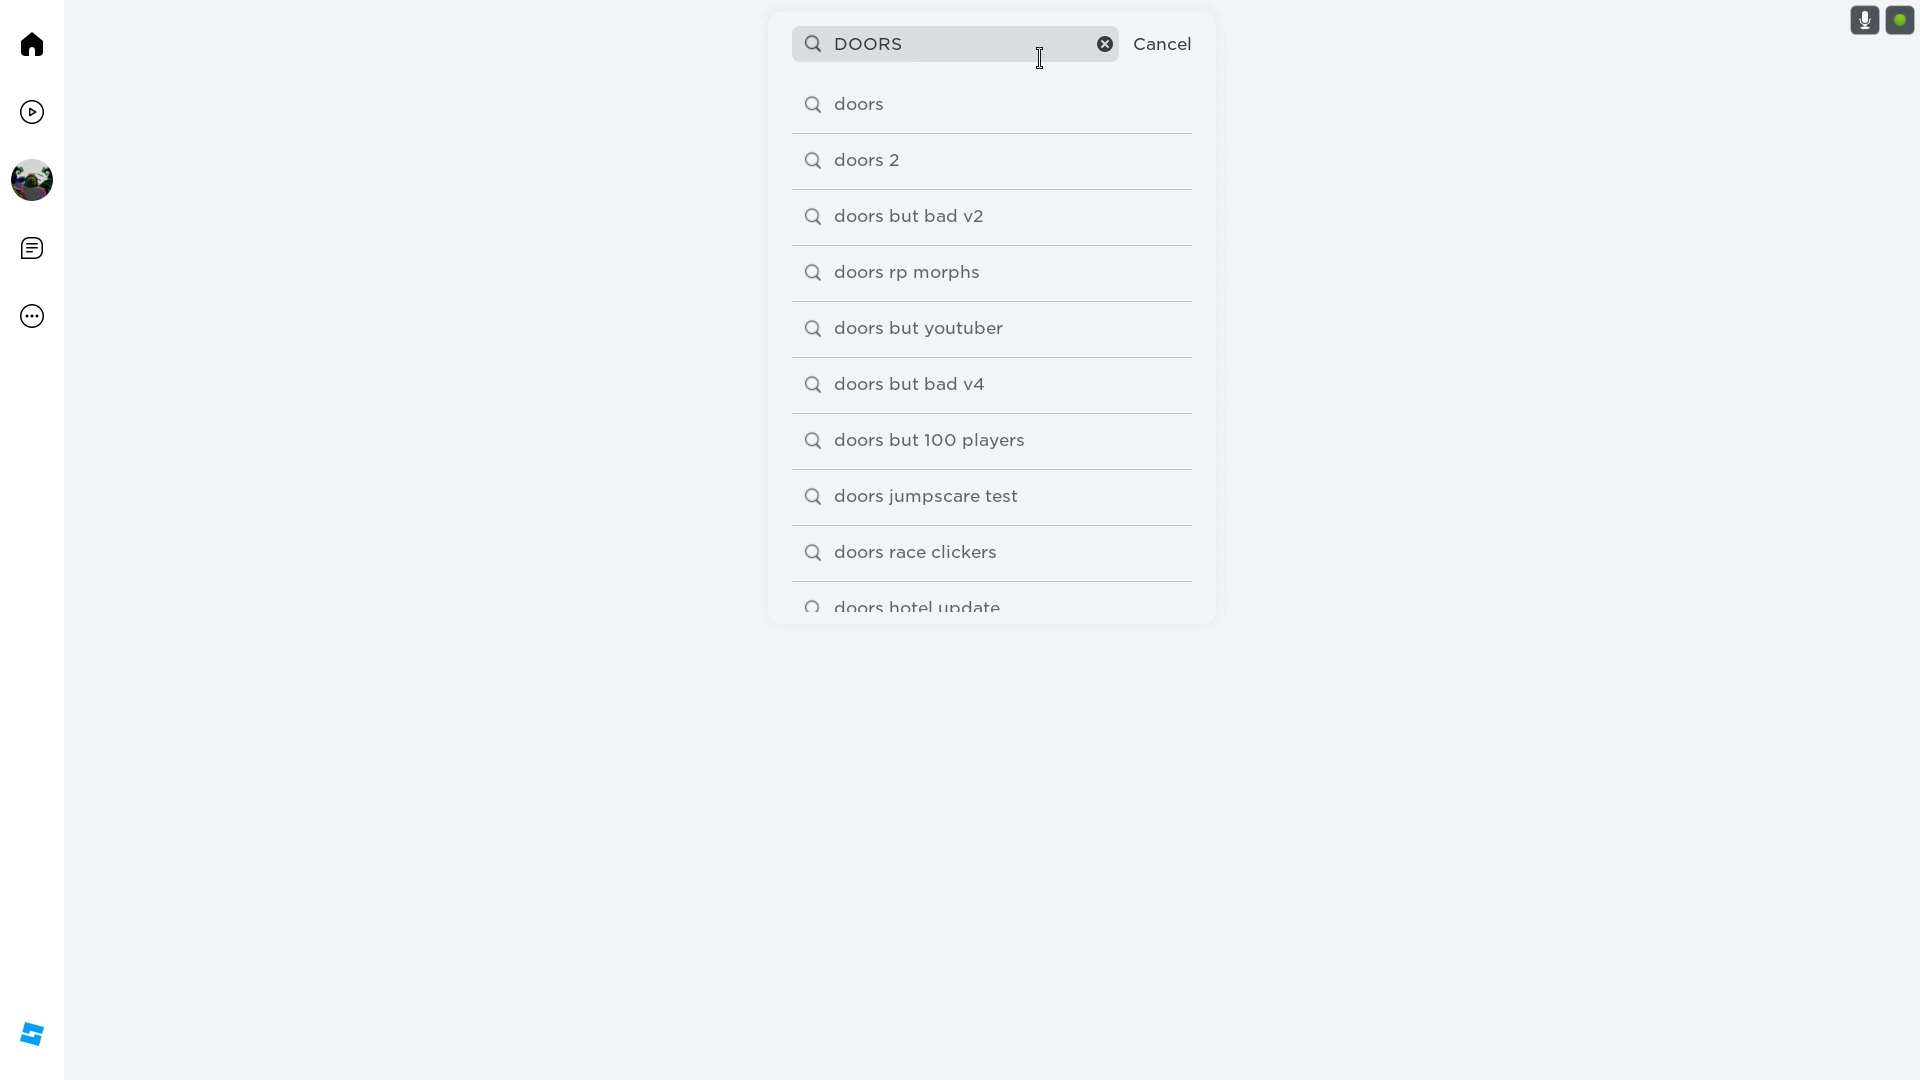 DOORS
Cancel
doors
doors 2
doors but bad v2
doors rp morphs
doors but youtuber
doors but bad v4
doors but 100 players
doors jumpscare test
doors race clickers
doors hotel update